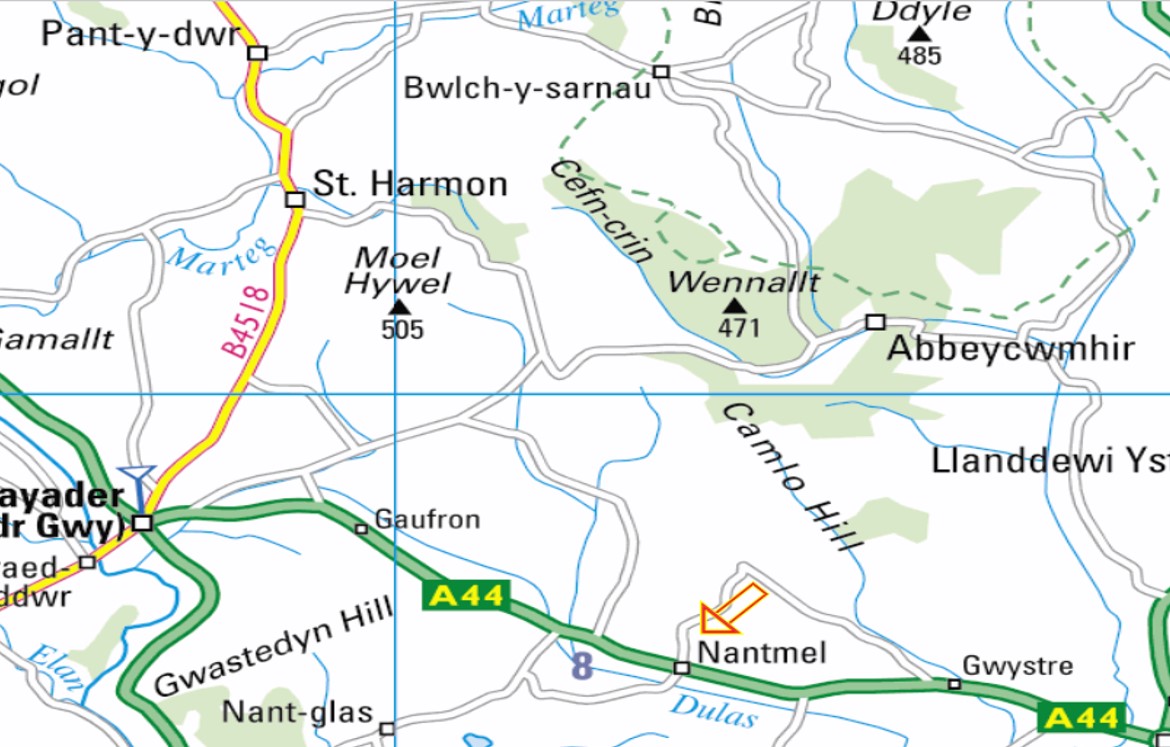 Marteg
Ddyle
485
Pant-y-dwr
Bwlch-y-sarnau
St. Harmon
Cefn-crin
Marteg
Moel
Hywel
505
Wennallt
471
B4518
Abbeycwmhir
Camlo Hill
Llanddewi
Gwy)
Gaufron
A44
Gwastedyn Hill
Elan
8
Nantmel
Gwystre
Nant-glas
Dulas
A44